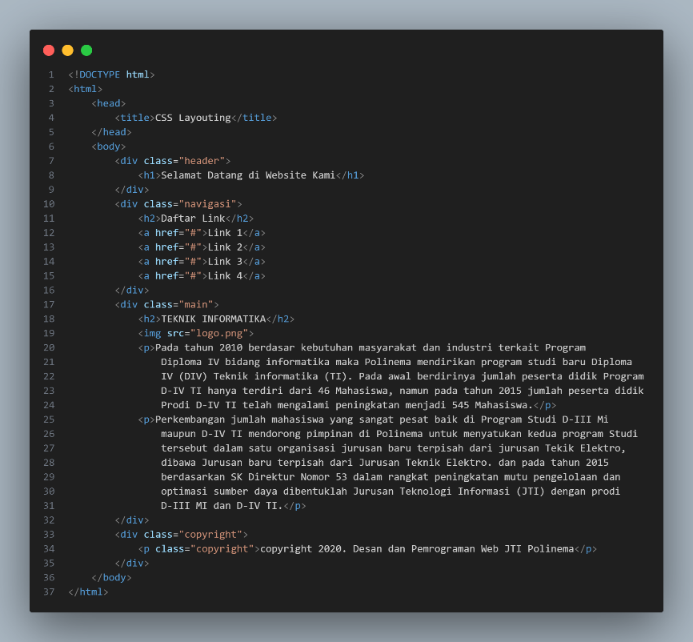 1 <!DOCTYPE html>
2 <html>
3     <head>
4         <title>CSS Layouting</title>
5     </head>
6     <body>
7         <div class="header">
8             <h1>Selamat Datang di Website Kami</h1>
9         </div>
10         <div class="navigasi">
11             <h2>Daftar Link</h2>
12             <a href="#">Link 1</a>
13             <a href="#">Link 2</a>
14             <a href="#">Link 3</a>
15             <a href="#">Link 4</a>
16         </div>
17         <div class="main">
18             <h2>TEKNIK INFORMATIKA</h2>
19             <img src="logo.png">
20             <p>Pada tahun 2010 berdasar kebutuhan masyarakat dan industri terkait Program
21                 Diploma IV bidang informatika maka Polinema mendirikan program studi baru Diploma
22                 IV (DIV) Teknik informatika (TI). Pada awal berdirinya jumlah peserta didik Program
23                 D-IV TI hanya terdiri dari 46 Mahasiswa, namun pada tahun 2015 jumlah peserta didik
24                 Prodi D-IV TI telah mengalami peningkatan menjadi 545 Mahasiswa.</p>
25             <p>Perkembangan jumlah mahasiswa yang sangat pesat baik di Program Studi D-III Mi
26                 maupun D-IV TI mendorong pimpinan di Polinema untuk menyatukan kedua program Studi
27                 tersebut dalam satu organisasi jurusan baru terpisah dari jurusan Tekik Elektro,
28                 dibawa Jurusan baru terpisah dari Jurusan Teknik Elektro. dan pada tahun 2015
29                 berdasarkan SK Direktur Nomor 53 dalam rangkat peningkatan mutu pengelolaan dan
30                 optimasi sumber daya dibentuklah Jurusan Teknologi Informasi (JTI) dengan prodi
31                 D-III MI dan D-IV TI.</p>
32         </div>
33         <div class="copyright">
34             <p class="copyright">copyright 2020. Desan dan Pemrograman Web JTI Polinema</p>
35         </div>
36     </body>
37 </html>